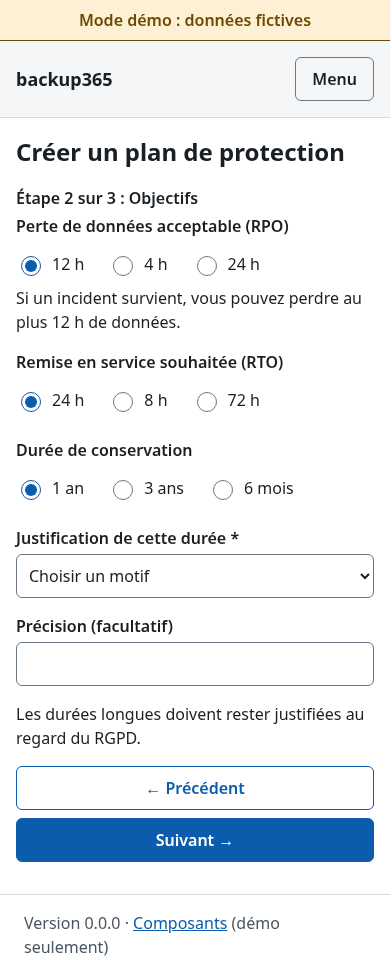 Mode démo : données fictives
backup365
Menu
Créer un plan de protection
Étape 2 sur 3 : Objectifs
Perte de données acceptable (RPO)
12 h 4 h 24 h
Si un incident survient, vous pouvez perdre au
plus 12 h de données.
Remise en service souhaitée (RTO)
24 h 8 h 72 h
Durée de conservation
1 an 3 ans 6 mois
Justification de cette durée *
Choisir un motif
Précision (facultatif)
Les durées longues doivent rester justifiées au
regard du RGPD.
← Précédent
Suivant →
Version 0.0.0 · Composants (démo
seulement)